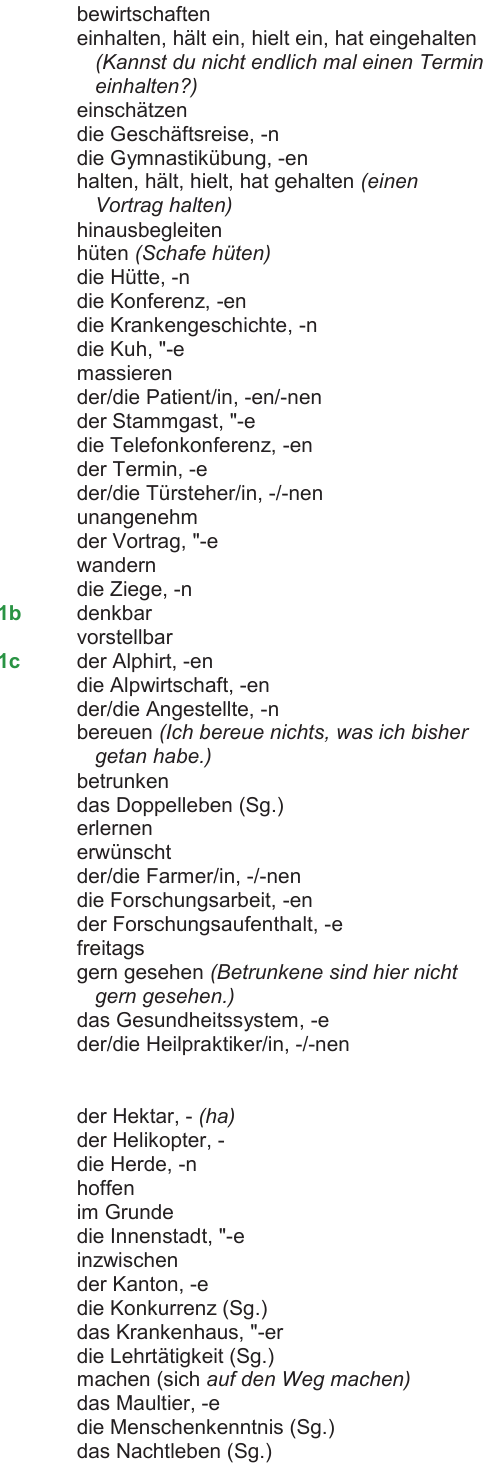 bewirtschaften
einhalten, hält ein, hielt ein, hat eingehalten
(Kannst du nicht endlich mal einen Termin
einhalten?)
einschätzen
die Geschäftsreise, -n
die Gymnastikübung, -en
halten, hält, hielt, hat gehalten (einen
Vortrag halten)
hinausbegleiten
hüten (Schafe hüten)
die Hütte, -n
die Konferenz, -en
die Krankengeschichte, -n
die Kuh, "-e
massieren
der/die Patient/in, -en/-nen
der Stammgast, "-e
die Telefonkonferenz, -en
der Termin, -e
der/die Türsteher/in, -/-nen
unangenehm
der Vortrag, "-e
wandern
die Ziege, -n
1b denkbar
vorstellbar
1c der Alphirt, -en
die Alpwirtschaft, -en
der/die Angestellte, -n
bereuen (Ich bereue nichts, was ich bisher
getan habe.)
betrunken
das Doppelleben (Sg.)
erlernen
erwünscht
der/die Farmer/in, -/-nen
die Forschungsarbeit, -en
der Forschungsaufenthalt, -e
freitags
gern gesehen (Betrunkene sind hier nicht
gern gesehen.)
das Gesundheitssystem, -e
der/die Heilpraktiker/in, -/-nen
der Hektar, - (ha)
der Helikopter, -
die Herde, -n
hoffen
im Grunde
die Innenstadt, "-e
inzwischen
der Kanton, -e
die Konkurrenz (Sg.)
das Krankenhaus, "-er
die Lehrtätigkeit (Sg.)
machen (sich auf den Weg machen)
das Maultier, -e
die Menschenkenntnis (Sg.)
das Nachtleben (Sg.)